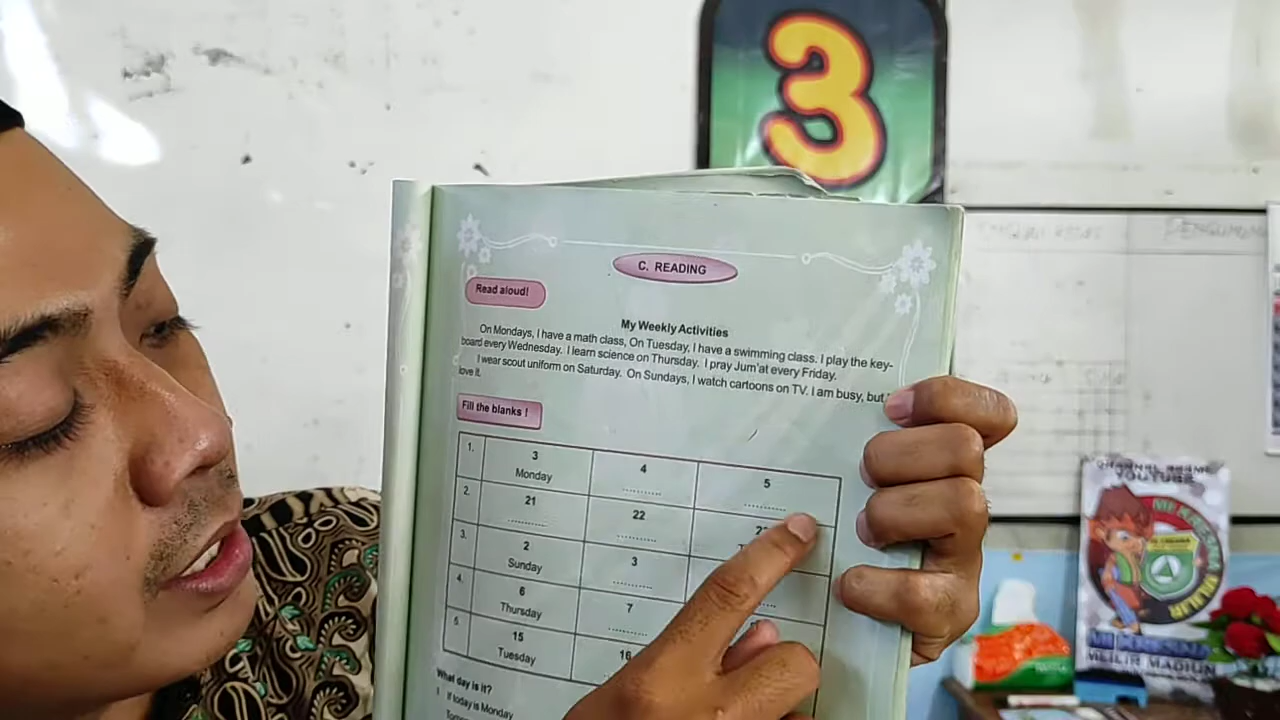 3
C. READING
Read aloud!
My Weekly Activities
On Mondays, I have a math class, On Tuesday, I have a swimming class. I play the key-
board every Wednesday. I learn science on Thursday. I pray Jum'at every Friday.
I wear scout uniform on Saturday. On Sundays, I watch cartoons on TV. I am busy, but
love it.
Fill the blanks !
1. 3 4 5
Monday .......... ..........
2. 21 22
.......... ..........
3. 2 3
Sunday ..........
4. 6 7
Thursday ..........
5. 15 16
Tuesday
What day is it?
If today is Monday
YOUTUBE